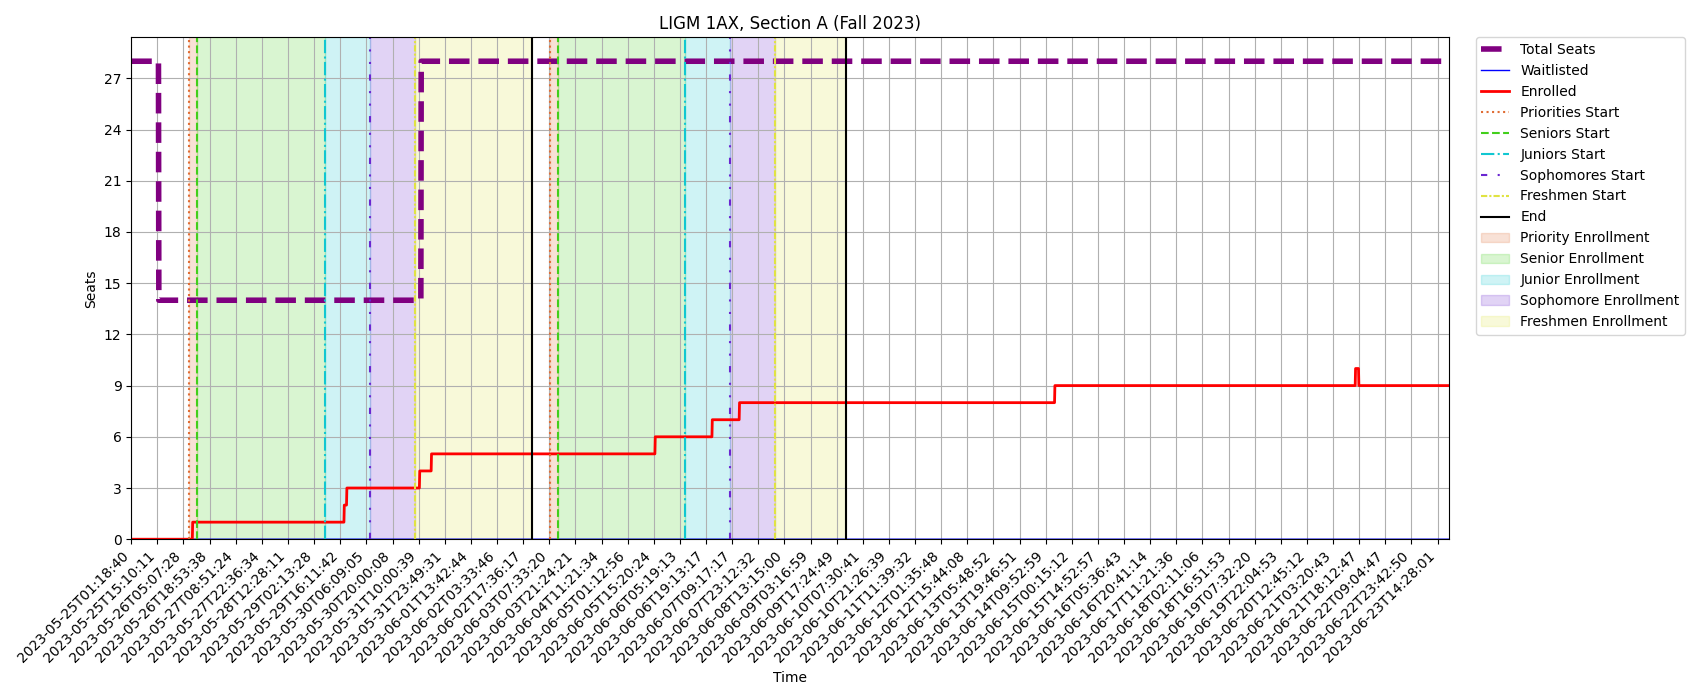 LIGM 1AX, Section A (Fall 2023)
Seats
27
24
21
18
15
12
9
6
3
0
2023-05-25T01:18:40
2023-05-25T15:10:11
2023-05-26T05:07:28
2023-05-26T18:53:38
2023-05-27T08:51:24
2023-05-27T22:36:34
2023-05-28T12:28:11
2023-05-29T02:13:28
2023-05-29T16:11:42
2023-05-30T06:09:05
2023-05-30T20:00:08
2023-05-31T10:00:39
2023-05-31T23:49:31
2023-06-01T13:42:44
2023-06-02T03:33:46
2023-06-02T17:36:17
2023-06-03T07:33:20
2023-06-03T21:24:21
2023-06-04T11:21:34
2023-06-05T01:12:56
2023-06-05T15:20:24
2023-06-06T05:19:13
2023-06-06T19:13:17
2023-06-07T09:17:17
2023-06-07T23:12:32
2023-06-08T13:15:00
2023-06-09T03:16:59
2023-06-09T17:24:49
2023-06-10T07:30:41
2023-06-10T21:26:39
2023-06-11T11:39:32
2023-06-12T01:35:48
2023-06-12T15:44:08
2023-06-13T05:48:52
2023-06-13T19:46:51
2023-06-14T09:52:59
2023-06-15T00:15:12
2023-06-15T14:52:57
2023-06-16T05:36:43
2023-06-16T20:41:14
2023-06-17T11:21:36
2023-06-18T02:11:06
2023-06-18T16:51:53
2023-06-19T07:32:20
2023-06-19T22:04:53
2023-06-20T12:45:12
2023-06-21T03:20:43
2023-06-21T18:12:47
2023-06-22T09:04:47
2023-06-22T23:42:50
2023-06-23T14:28:01
Time
Total Seats
Waitlisted
Enrolled
Priorities Start
Seniors Start
Juniors Start
Sophomores Start
Freshmen Start
End
Priority Enrollment
Senior Enrollment
Junior Enrollment
Sophomore Enrollment
Freshmen Enrollment